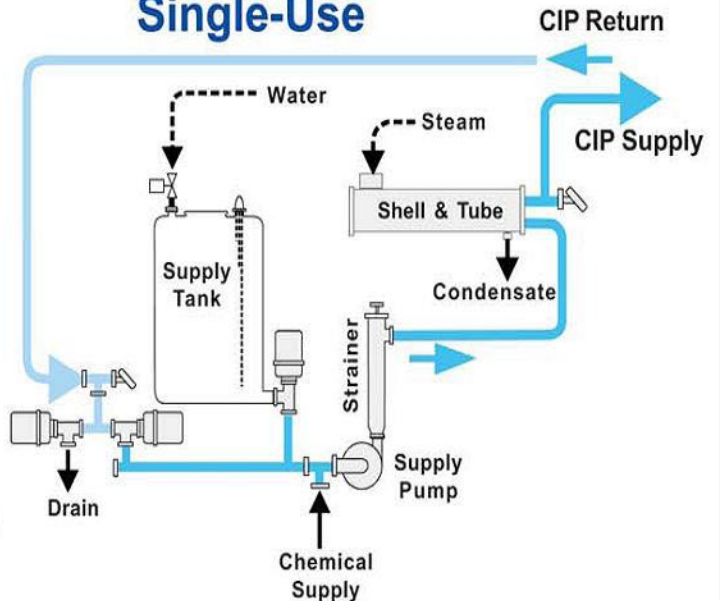 Single-Use
CIP Return
Water
Steam
CIP Supply
Shell & Tube
Supply
Tank
Condensate
Strainer
Supply
Pump
Drain
Chemical
Supply